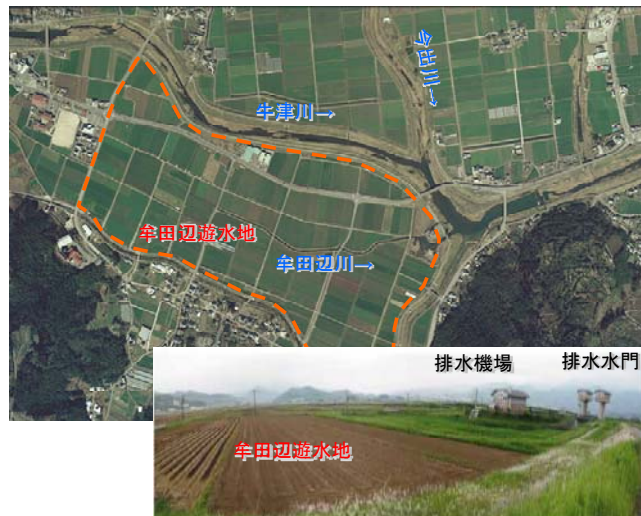 今出川→
牛津川→
牟田辺遊水地
牟田辺川→
排水機場
排水水門
牟田辺遊水地